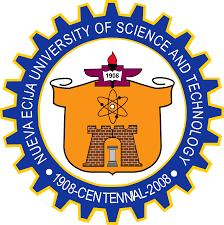 NUEVA ECIJA UNIVERSITY OF SCIENCE AND TECHNOLOGY
1908
• 1908-CENTENNIAL-2008 •